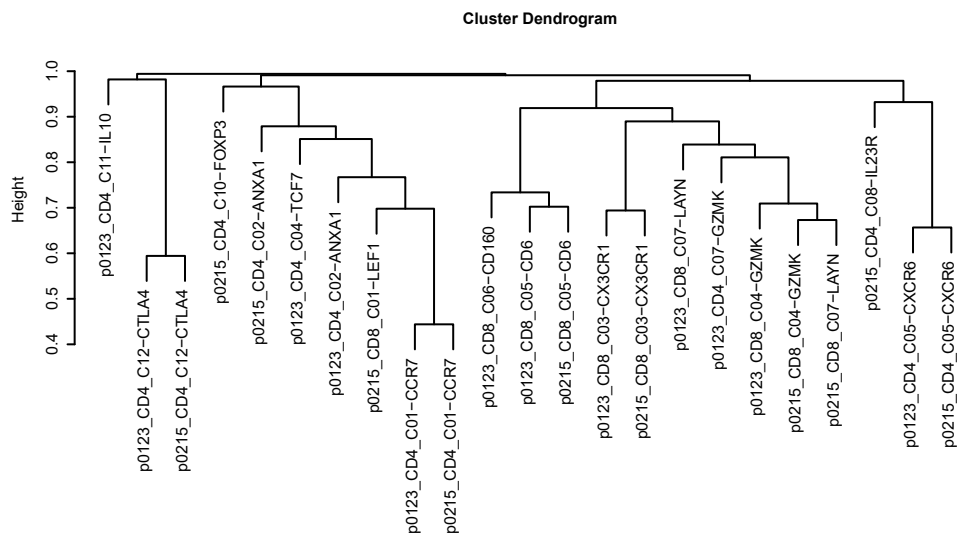 Cluster Dendrogram
Height
1.0
0.9
0.8
0.7
0.6
0.5
0.4
p0123_CD4_C11−IL10
p0123_CD4_C12−CTLA4
p0215_CD4_C12−CTLA4
p0215_CD4_C10−FOXP3
p0215_CD4_C02−ANXA1
p0123_CD4_C04−TCF7
p0123_CD4_C02−ANXA1
p0215_CD8_C01−LEF1
p0123_CD4_C01−CCR7
p0215_CD4_C01−CCR7
p0123_CD8_C06−CD160
p0123_CD8_C05−CD6
p0215_CD8_C05−CD6
p0123_CD8_C03−CX3CR1
p0215_CD8_C03−CX3CR1
p0123_CD8_C07−LAYN
p0123_CD4_C07−GZMK
p0123_CD8_C04−GZMK
p0215_CD8_C04−GZMK
p0215_CD8_C07−LAYN
p0215_CD4_C08−IL23R
p0123_CD4_C05−CXCR6
p0215_CD4_C05−CXCR6